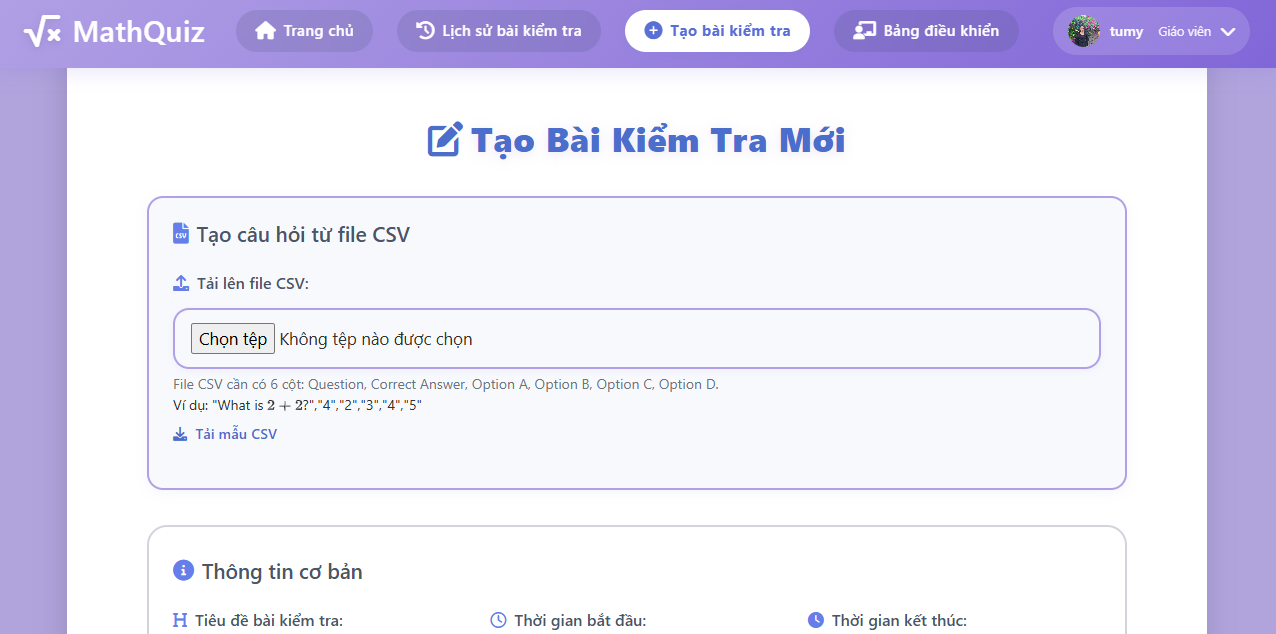 √x MathQuiz Trang chủ Lịch sử bài kiểm tra Tạo bài kiểm tra Bảng điều khiển tumy Giáo viên
Tạo Bài Kiểm Tra Mới
CSV Tạo câu hỏi từ file CSV
Tải lên file CSV:
Chọn tệp Không tệp nào được chọn
File CSV cần có 6 cột: Question, Correct Answer, Option A, Option B, Option C, Option D.
Ví dụ: "What is 2 + 2?","4","2","3","4","5"
Tải mẫu CSV
Thông tin cơ bản
Tiêu đề bài kiểm tra: Thời gian bắt đầu: Thời gian kết thúc: